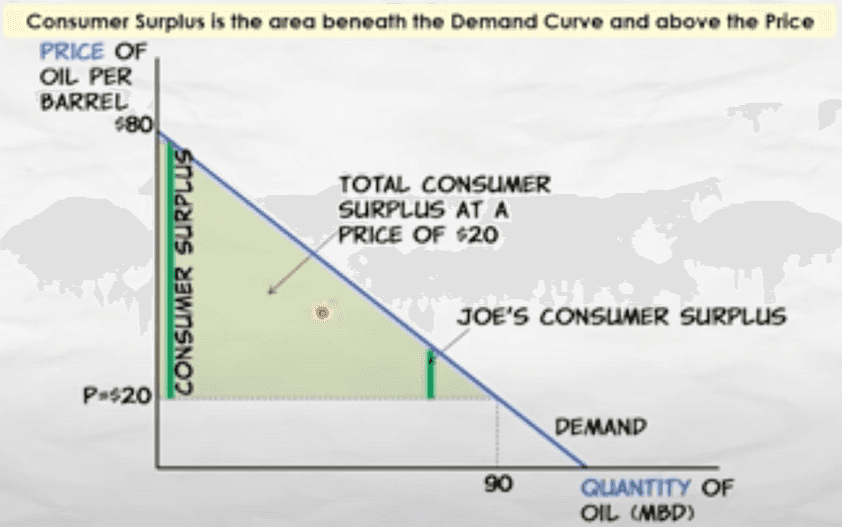 Consumer Surplus is the area beneath the Demand Curve and above the Price
PRICE OF
OIL PER
BARREL
$80
CONSUMER SURPLUS
TOTAL CONSUMER
SURPLUS AT A
PRICE OF $20
JOE'S CONSUMER SURPLUS
P=$20
DEMAND
90
QUANTITY OF
OIL (MBD)